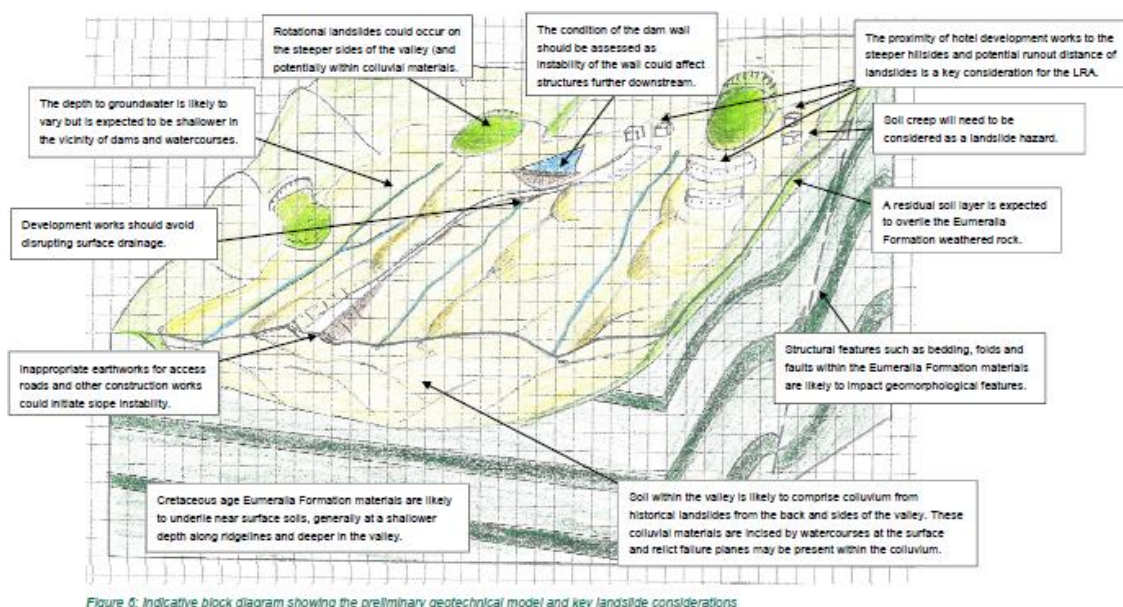 Rotational landslides could occur on
the steeper sides of the valley (and
potentially within colluvial materials.
The condition of the dam wall
should be assessed as
instability of the wall could affect
structures further downstream.
The proximity of hotel development works to the
steeper hillsides and potential runout distance of
landslides is a key consideration for the LRA.
The depth to groundwater is likely to
vary but is expected to be shallower in
the vicinity of dams and watercourses.
Soil creep will need to be
considered as a landslide hazard.
Development works should avoid
disrupting surface drainage.
A residual soil layer is expected
to overlie the Eumeralla
Formation weathered rock.
Inappropriate earthworks for access
roads and other construction works
could initiate slope instability.
Structural features such as bedding, folds and
faults within the Eumeralla Formation materials
are likely to impact geomorphological features.
Cretaceous age Eumeralla Formation materials are likely
to underlie near surface soils, generally at a shallower
depth along ridgelines and deeper in the valley.
Soil within the valley is likely to comprise colluvium from
historical landslides from the back and sides of the valley. These
colluvial materials are incised by watercourses at the surface
and relict failure planes may be present within the colluvium.
Figure 6: Indicative block diagram showing the preliminary geotechnical model and key landslide considerations